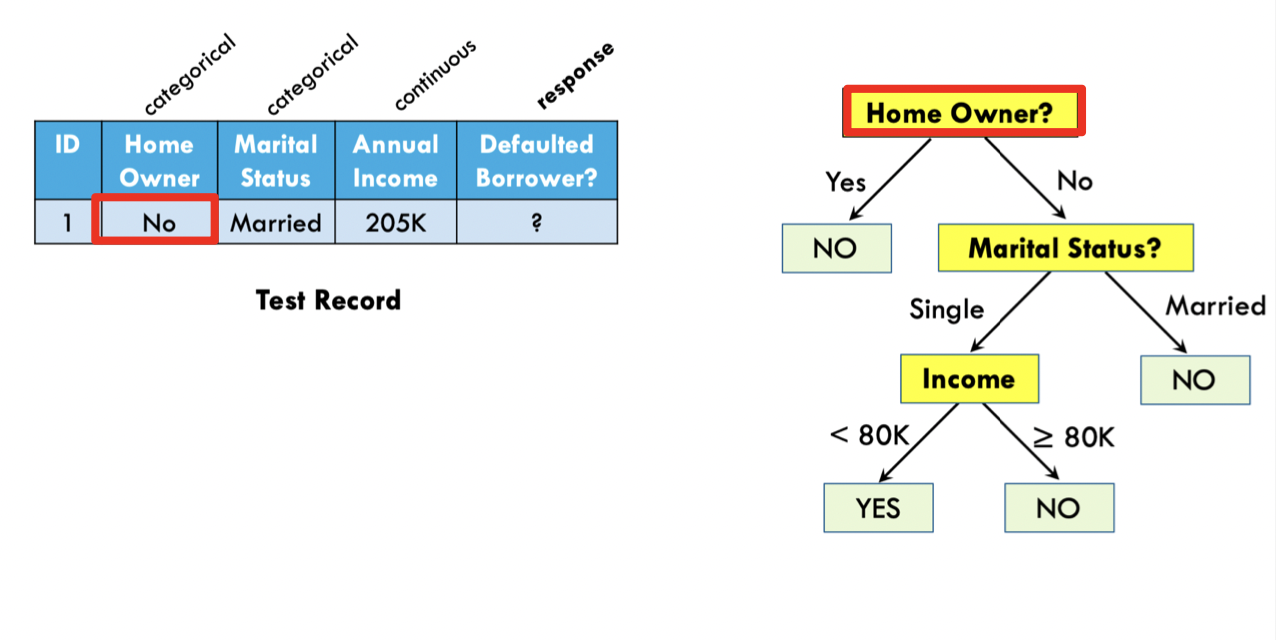 categorical
categorical
continuous
response
ID
Home
Owner
Marital
Status
Annual
Income
Defaulted
Borrower?
1
No
Married
205K
?
Test Record
Home Owner?
Yes
No
NO
Marital Status?
Single
Married
Income
NO
< 80K
≥ 80K
YES
NO